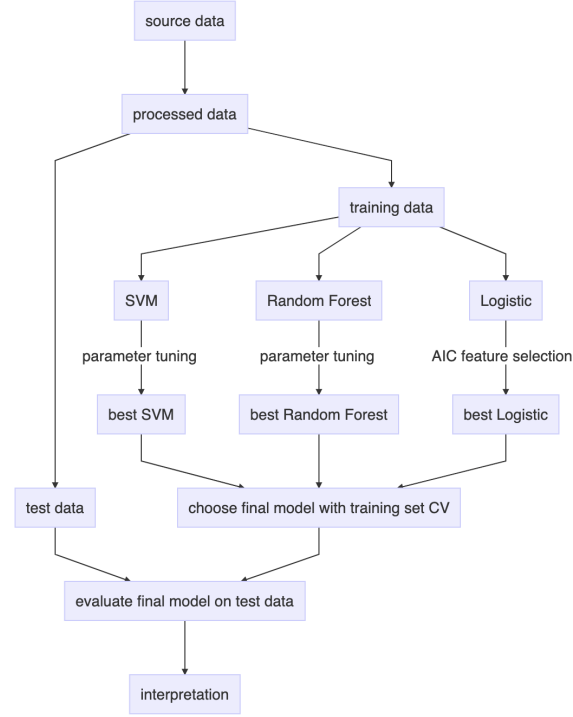 source data
processed data
training data
SVM
Random Forest
Logistic
parameter tuning
parameter tuning
AIC feature selection
best SVM
best Random Forest
best Logistic
test data
choose final model with training set CV
evaluate final model on test data
interpretation